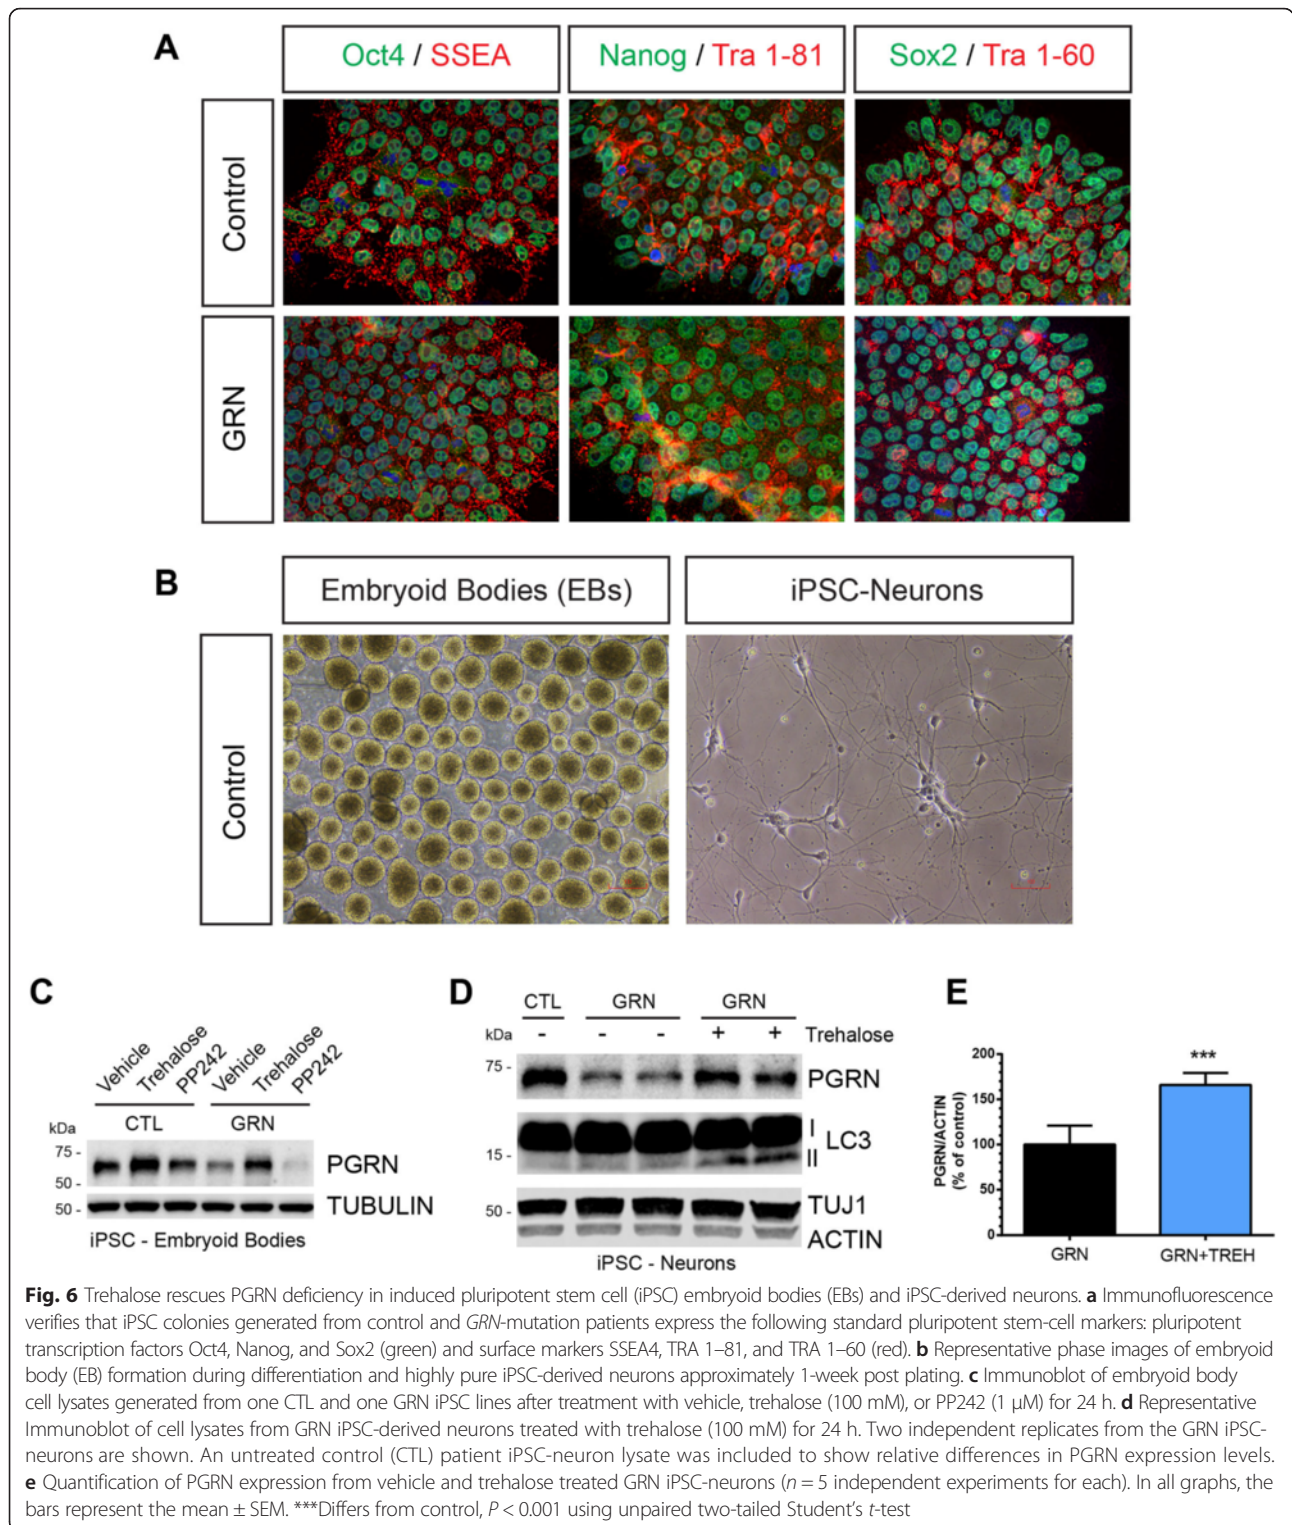 A
Oct4 / SSEA
Nanog / Tra 1-81
Sox2 / Tra 1-60
Control
GRN
B
Embryoid Bodies (EBs)
iPSC-Neurons
Control
C
Vehicle
Trehalose
PP242
Vehicle
Trehalose
PP242
CTL
GRN
kDa
75 -
50 -
PGRN
50 -
TUBULIN
iPSC - Embryoid Bodies
D
CTL
GRN
GRN
kDa
- - - + + Trehalose
75 -
PGRN
I
LC3
15 -
II
TUJ1
50 -
ACTIN
iPSC - Neurons
E
***
PGRN/ACTIN
(% of control)
200
150
100
50
0
GRN
GRN+TREH
Fig. 6 Trehalose rescues PGRN deficiency in induced pluripotent stem cell (iPSC) embryoid bodies (EBs) and iPSC-derived neurons. a Immunofluorescence
verifies that iPSC colonies generated from control and GRN-mutation patients express the following standard pluripotent stem-cell markers: pluripotent
transcription factors Oct4, Nanog, and Sox2 (green) and surface markers SSEA4, TRA 1–81, and TRA 1–60 (red). b Representative phase images of embryoid
body (EB) formation during differentiation and highly pure iPSC-derived neurons approximately 1-week post plating. c Immunoblot of embryoid body
cell lysates generated from one CTL and one GRN iPSC lines after treatment with vehicle, trehalose (100 mM), or PP242 (1 μM) for 24 h. d Representative
Immunoblot of cell lysates from GRN iPSC-derived neurons treated with trehalose (100 mM) for 24 h. Two independent replicates from the GRN iPSC-
neurons are shown. An untreated control (CTL) patient iPSC-neuron lysate was included to show relative differences in PGRN expression levels.
e Quantification of PGRN expression from vehicle and trehalose treated GRN iPSC-neurons (n = 5 independent experiments for each). In all graphs, the
bars represent the mean ± SEM. ***Differs from control, P < 0.001 using unpaired two-tailed Student's t-test